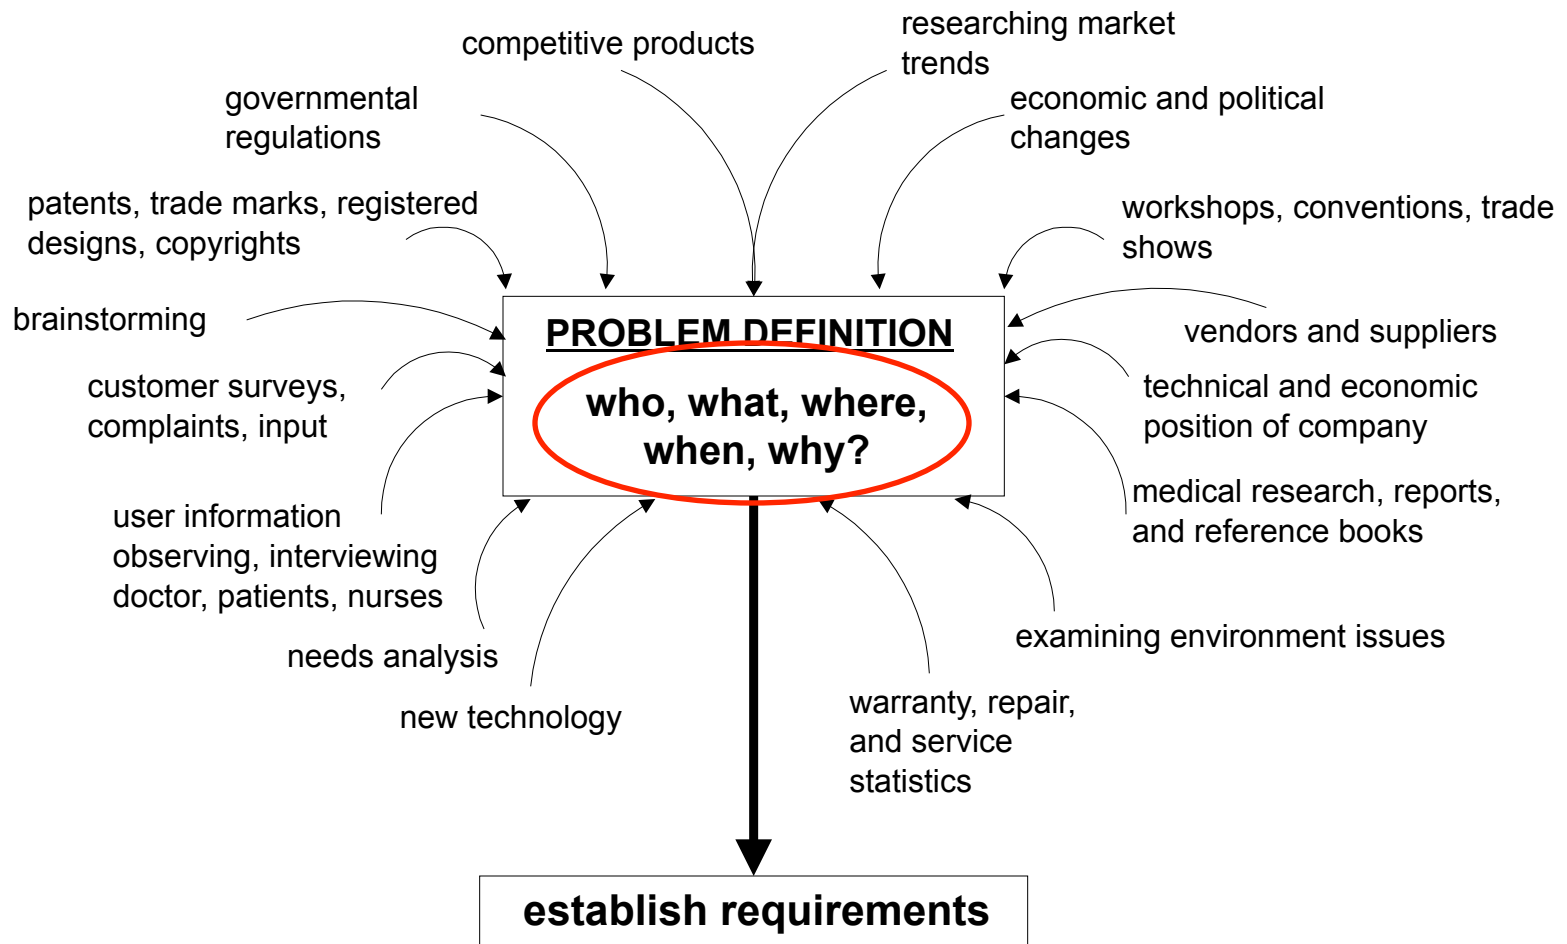 competitive products
researching market
trends
governmental
regulations
economic and political
changes
patents, trade marks, registered
designs, copyrights
workshops, conventions, trade
shows
brainstorming
PROBLEM DEFINITION
who, what, where,
when, why?
vendors and suppliers
customer surveys,
complaints, input
technical and economic
position of company
user information
observing, interviewing
doctor, patients, nurses
medical research, reports,
and reference books
needs analysis
examining environment issues
new technology
warranty, repair,
and service
statistics
establish requirements